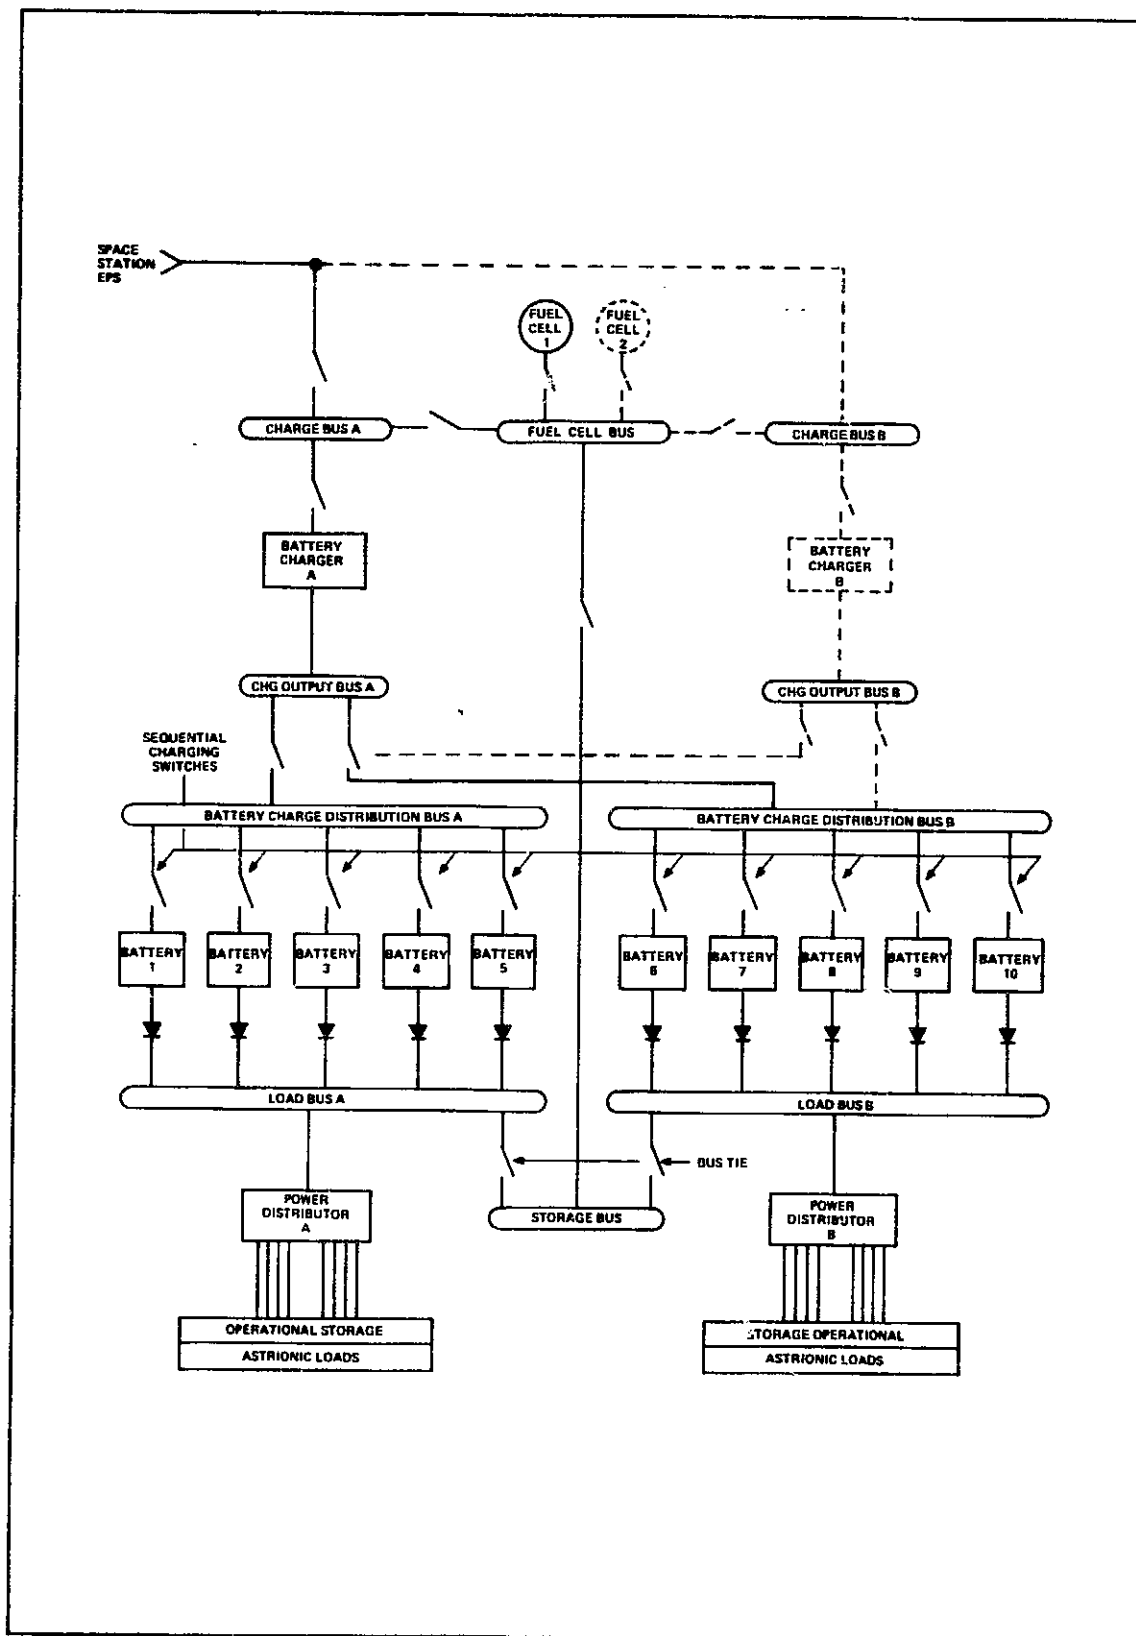 SPACE
STATION
EPS
FUEL
CELL
1
FUEL
CELL
2
CHARGE BUS A
FUEL CELL BUS
CHARGE BUS B
BATTERY
CHARGER
A
BATTERY
CHARGER
B
CHG OUTPUT BUS A
CHG OUTPUT BUS B
SEQUENTIAL
CHARGING
SWITCHES
BATTERY CHARGE DISTRIBUTION BUS A
BATTERY CHARGE DISTRIBUTION BUS B
BATTERY
1
BATTERY
2
BATTERY
3
BATTERY
4
BATTERY
5
BATTERY
6
BATTERY
7
BATTERY
8
BATTERY
9
BATTERY
10
LOAD BUS A
LOAD BUS B
BUS TIE
POWER
DISTRIBUTOR
A
STORAGE BUS
POWER
DISTRIBUTOR
B
OPERATIONAL STORAGE
ASTRIONIC LOADS
STORAGE OPERATIONAL
ASTRIONIC LOADS